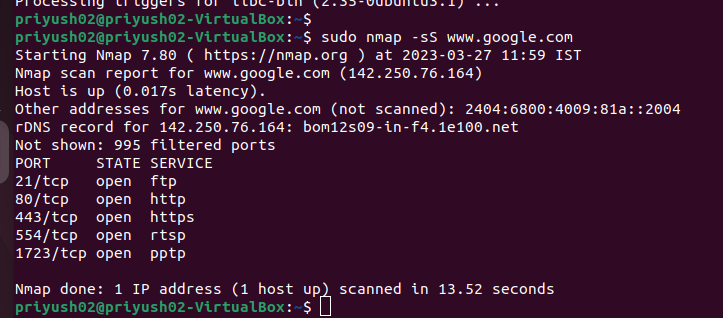 Processing triggers for libc-bin (2.35-0ubuntu3.1) ...
priyush02@priyush02-VirtualBox:~$
priyush02@priyush02-VirtualBox:~$ sudo nmap -sS www.google.com
Starting Nmap 7.80 ( https://nmap.org ) at 2023-03-27 11:59 IST
Nmap scan report for www.google.com (142.250.76.164)
Host is up (0.017s latency).
Other addresses for www.google.com (not scanned): 2404:6800:4009:81a::2004
rDNS record for 142.250.76.164: bom12s09-in-f4.1e100.net
Not shown: 995 filtered ports
PORT     STATE SERVICE
21/tcp   open  ftp
80/tcp   open  http
443/tcp  open  https
554/tcp  open  rtsp
1723/tcp open  pptp
Nmap done: 1 IP address (1 host up) scanned in 13.52 seconds
priyush02@priyush02-VirtualBox:~$